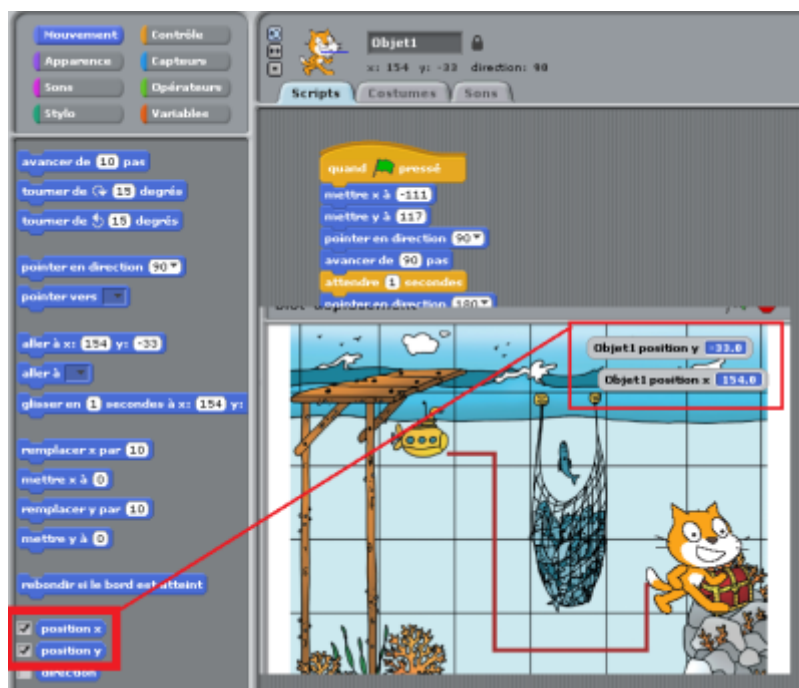 Mouvement
Contrôle
Apparence
Capteurs
Sons
Opérateurs
Stylo
Variables
avancer de 10 pas
tourner de 15 degrés
tourner de 15 degrés
pointer en direction 90
pointer vers
aller à x: 154 y: -33
aller à
glisser en 1 secondes à x: 154 y:
remplacer x par 10
mettre x à 0
remplacer y par 10
mettre y à 0
rebondir si le bord est atteint
position x
position y
direction
Objet1
x: 154 y: -33 direction: 90
Scripts
Costumes
Sons
quand pressé
mettre x à -111
mettre y à 117
pointer en direction 90
avancer de 90 pas
attendre 1 secondes
pointer en direction 180
Objet1 position y -33.0
Objet1 position x 154.0